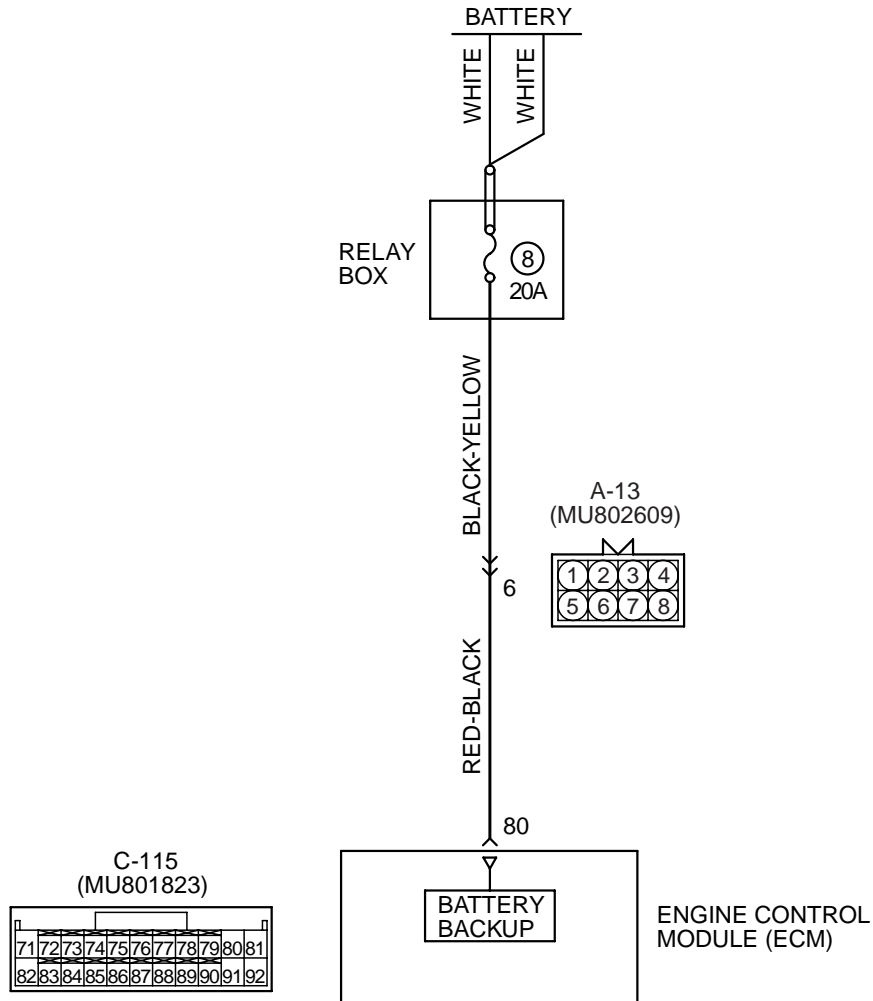 BATTERY
WHITE
WHITE
RELAY
BOX
8
20A
BLACK-YELLOW
A-13
(MU802609)
1 2 3 4
5 6 7 8
6
RED-BLACK
80
C-115
(MU801823)
71 72 73 74 75 76 77 78 79 80 81
82 83 84 85 86 87 88 89 90 91 92
BATTERY
BACKUP
ENGINE CONTROL
MODULE (ECM)